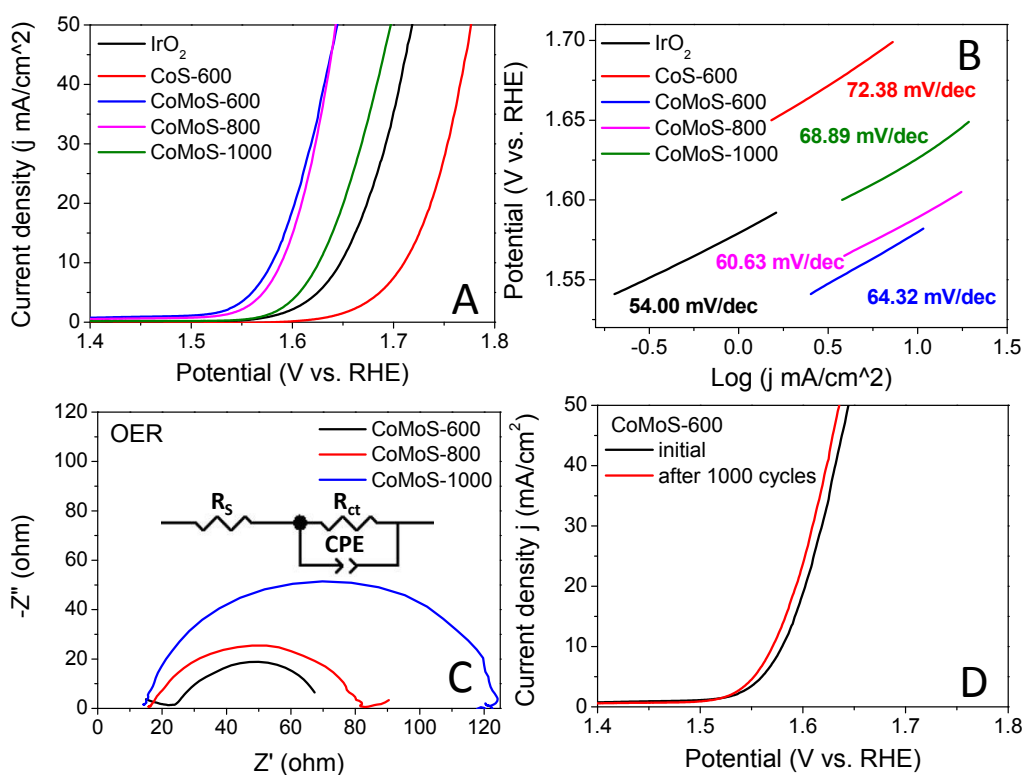 50
40
30
20
10
0
Current density (j mA/cm^2)
IrO₂
CoS-600
CoMoS-600
CoMoS-800
CoMoS-1000
A
1.4
1.5
1.6
1.7
1.8
Potential (V vs. RHE)
1.70
1.65
1.60
1.55
Potential (V vs. RHE)
IrO₂
CoS-600
CoMoS-600
CoMoS-800
CoMoS-1000
B
72.38 mV/dec
68.89 mV/dec
60.63 mV/dec
64.32 mV/dec
54.00 mV/dec
-0.5
0.0
0.5
1.0
1.5
Log (j mA/cm^2)
120
100
80
60
40
20
0
-Z" (ohm)
OER
CoMoS-600
CoMoS-800
CoMoS-1000
Rₛ
R꜀ₜ
CPE
C
0
20
40
60
80
100
120
Z' (ohm)
50
40
30
20
10
0
Current density j (mA/cm²)
CoMoS-600
initial
after 1000 cycles
D
1.4
1.5
1.6
1.7
1.8
Potential (V vs. RHE)